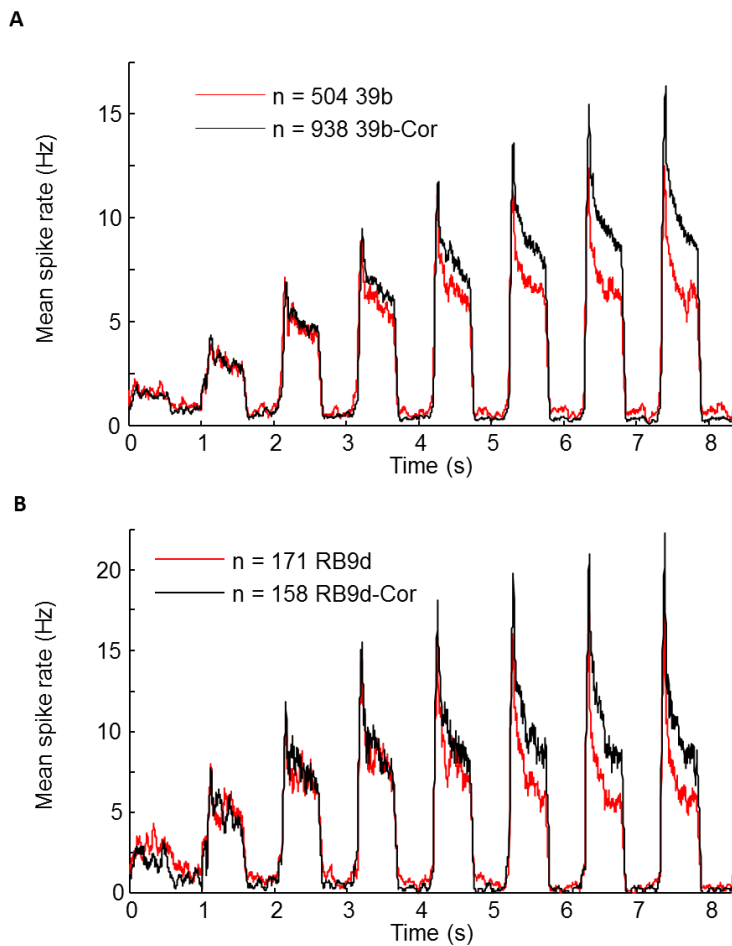 A
Mean spike rate (Hz)
15
10
5
0
n = 504 39b
n = 938 39b-Cor
0 1 2 3 4 5 6 7 8
Time (s)
B
Mean spike rate (Hz)
20
15
10
5
0
n = 171 RB9d
n = 158 RB9d-Cor
0 1 2 3 4 5 6 7 8
Time (s)